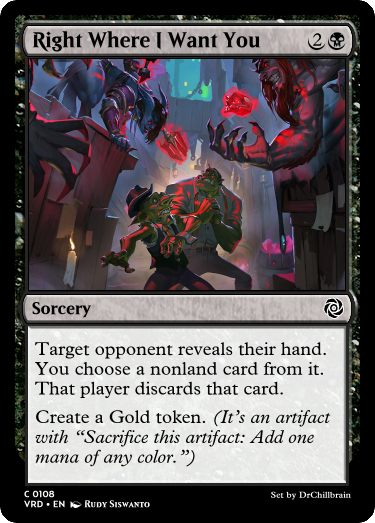 Right Where I Want You 2
Sorcery
Target opponent reveals their hand.
You choose a nonland card from it.
That player discards that card.
Create a Gold token. (It's an artifact
with “Sacrifice this artifact: Add one
mana of any color.”)
C 0108
VRD • EN Rudy Siswanto
Set by DrChillbrain